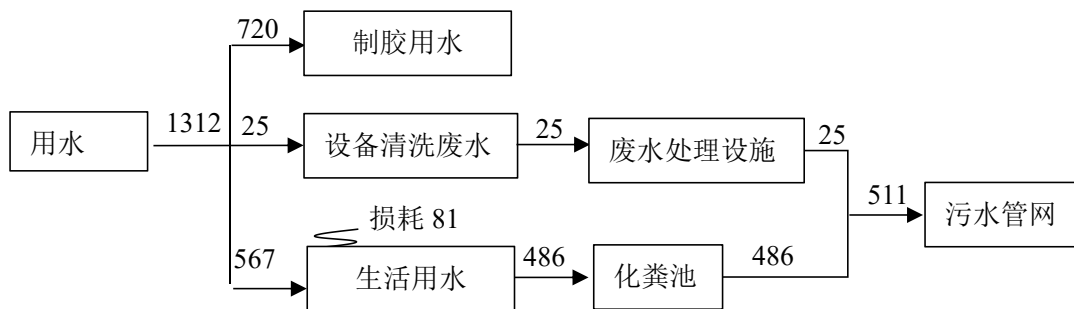 720
制胶用水
用水
1312
25
设备清洗废水
25
废水处理设施
25
511
污水管网
损耗 81
567
生活用水
486
化粪池
486